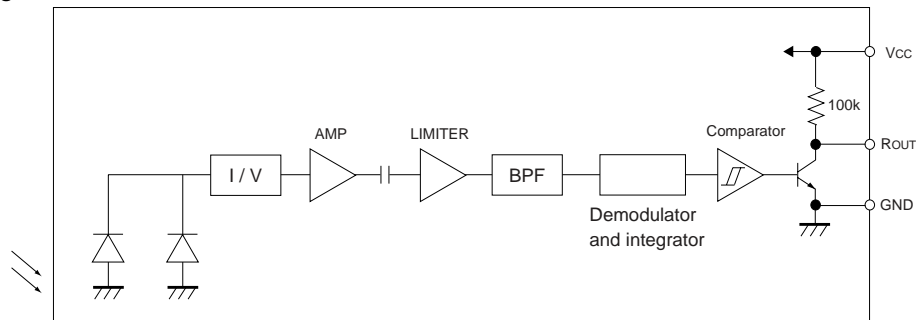 VCC
100k
AMP
LIMITER
Comparator
ROUT
I / V
BPF
GND
Demodulator
and integrator